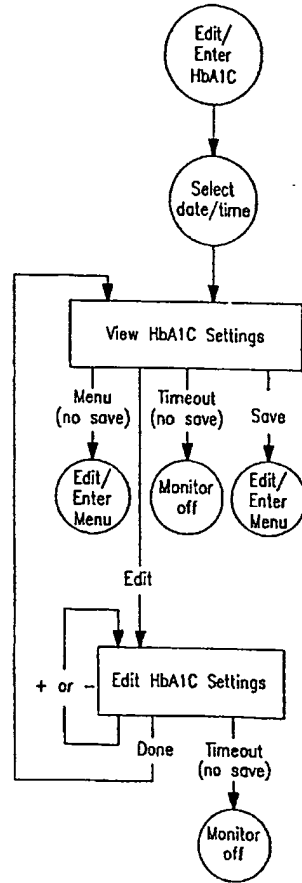 Edit/
Enter
HbA1C
Select
date/time
View HbA1C Settings
Menu
(no save)
Timeout
(no save)
Save
Edit/
Enter
Menu
Monitor
off
Edit/
Enter
Menu
Edit
+ or -
Edit HbA1C Settings
Done
Timeout
(no save)
Monitor
off